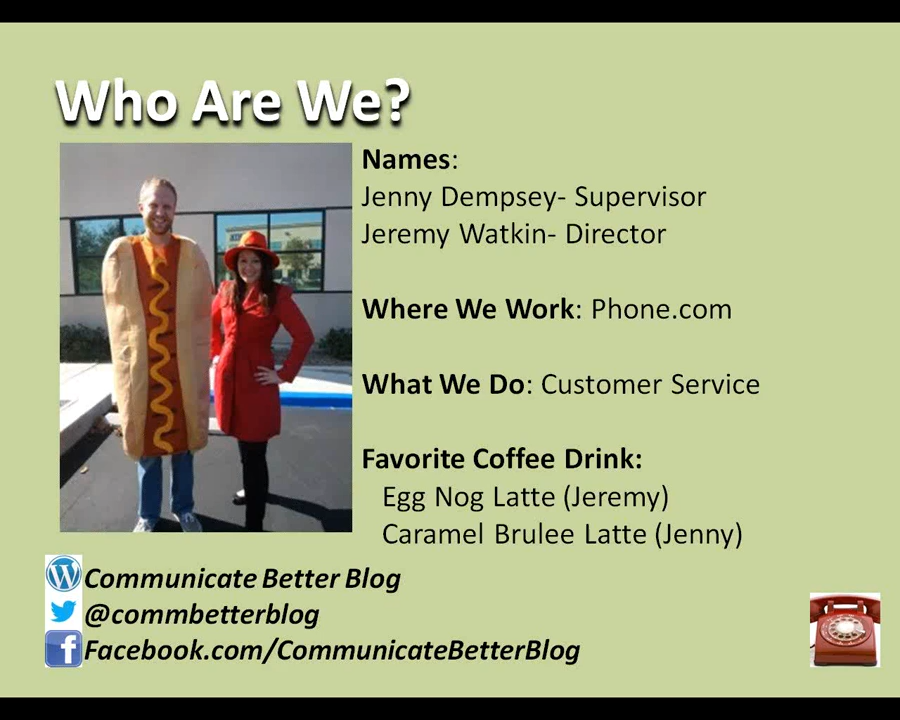 Who Are We?
Names:
Jenny Dempsey- Supervisor
Jeremy Watkin- Director
Where We Work: Phone.com
What We Do: Customer Service
Favorite Coffee Drink:
Egg Nog Latte (Jeremy)
Caramel Brulee Latte (Jenny)
Communicate Better Blog
@commbetterblog
Facebook.com/CommunicateBetterBlog